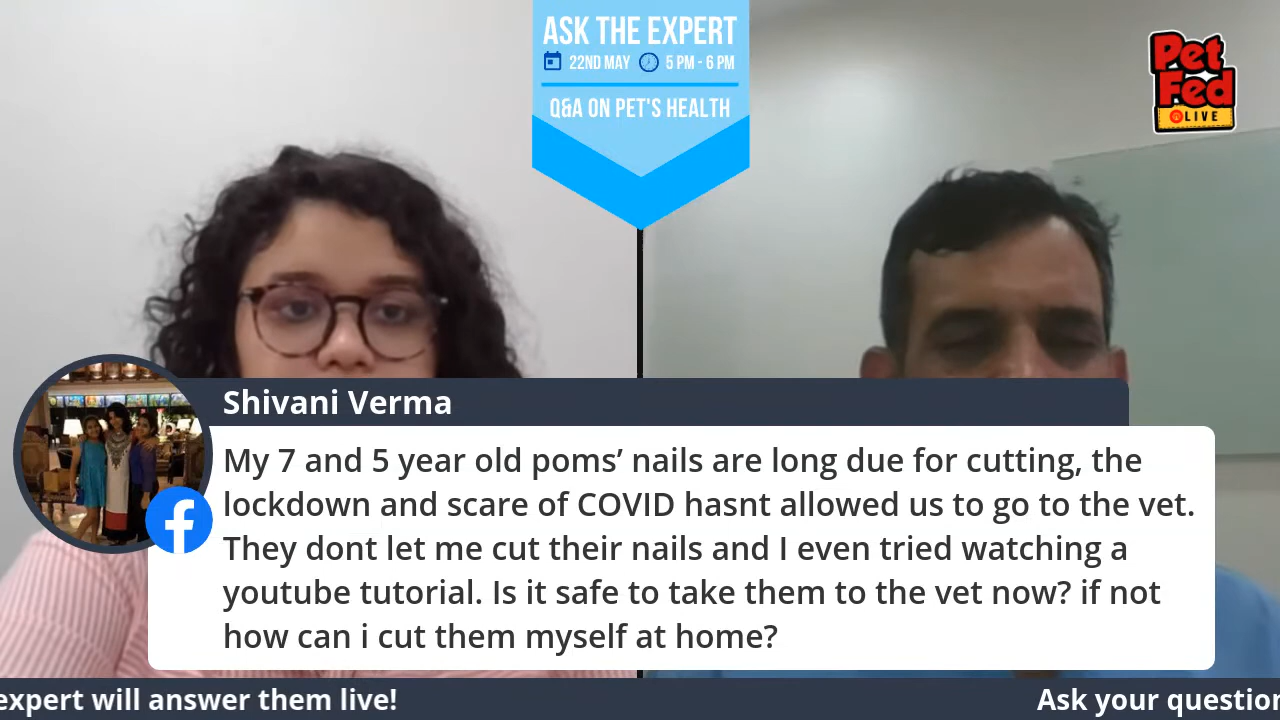 ASK THE EXPERT
22ND MAY 5 PM - 6 PM
Q&A ON PET'S HEALTH
Pet
Fed
LIVE
Shivani Verma
My 7 and 5 year old poms’ nails are long due for cutting, the
lockdown and scare of COVID hasnt allowed us to go to the vet.
They dont let me cut their nails and I even tried watching a
youtube tutorial. Is it safe to take them to the vet now? if not
how can i cut them myself at home?
expert will answer them live! Ask your question